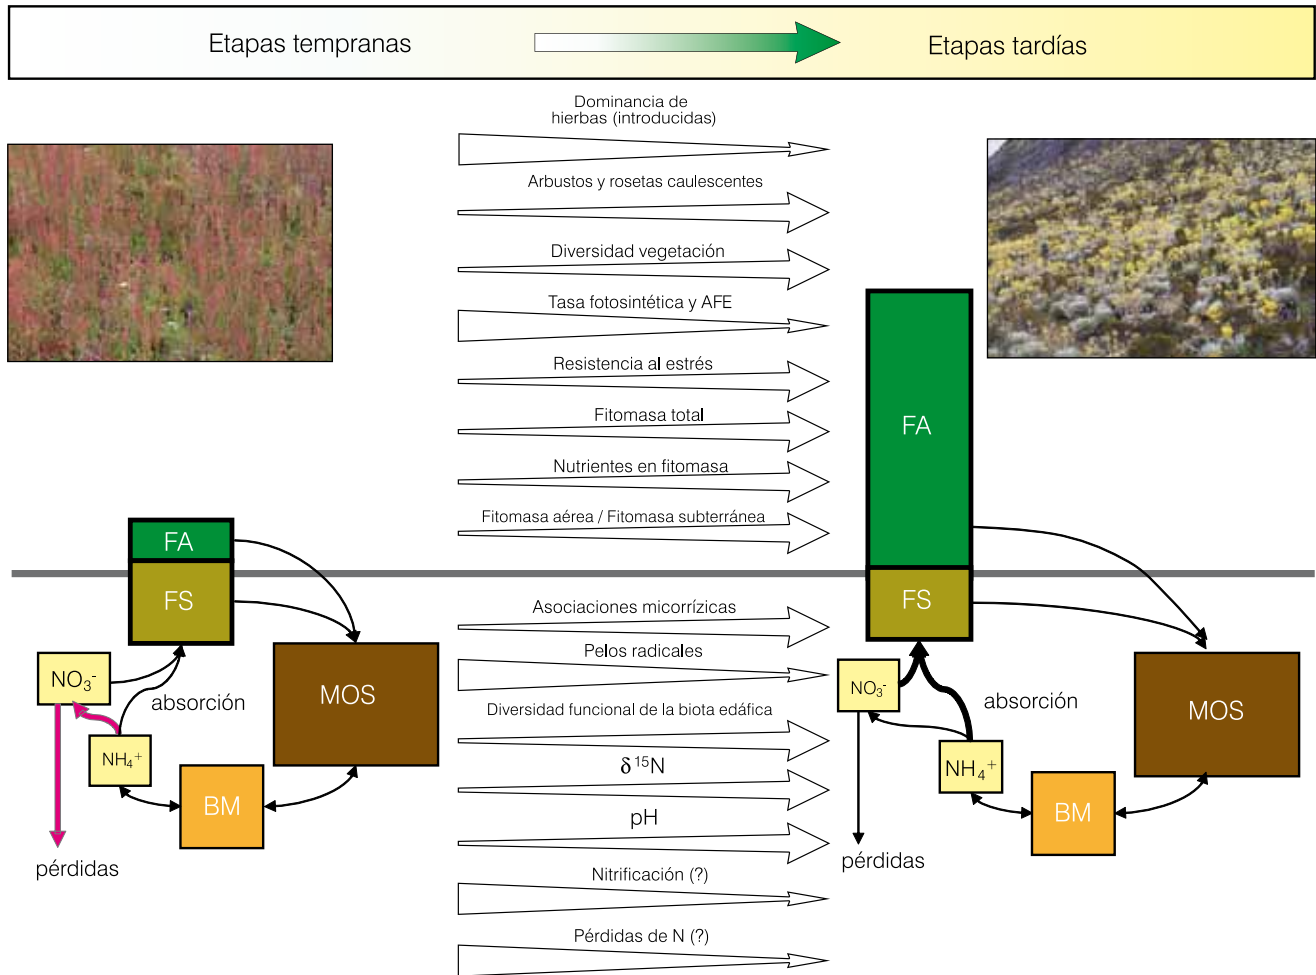 Etapas tempranas
Etapas tardías
Dominancia de
hierbas (introducidas)
Arbustos y rosetas caulescentes
Diversidad vegetación
Tasa fotosintética y AFE
Resistencia al estrés
Fitomasa total
Nutrientes en fitomasa
Fitomasa aérea / Fitomasa subterránea
Asociaciones micorrízicas
Pelos radicales
Diversidad funcional de la biota edáfica
δ¹⁵N
pH
Nitrificación (?)
Pérdidas de N (?)
FA
FS
NO₃⁻
absorción
MOS
NH₄⁺
BM
pérdidas
FA
FS
NO₃⁻
absorción
MOS
NH₄⁺
BM
pérdidas